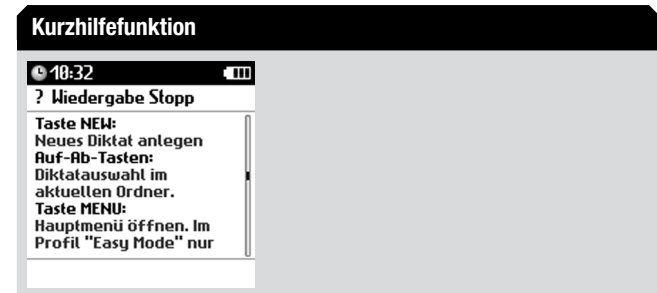 Kurzhilfefunktion
10:32
? Wiedergabe Stopp
Taste NEW:
Neues Diktat anlegen
Auf-Ab-Tasten:
Diktatauswahl im
aktuellen Ordner.
Taste MENU:
Hauptmenü öffnen. Im
Profil "Easy Mode" nur